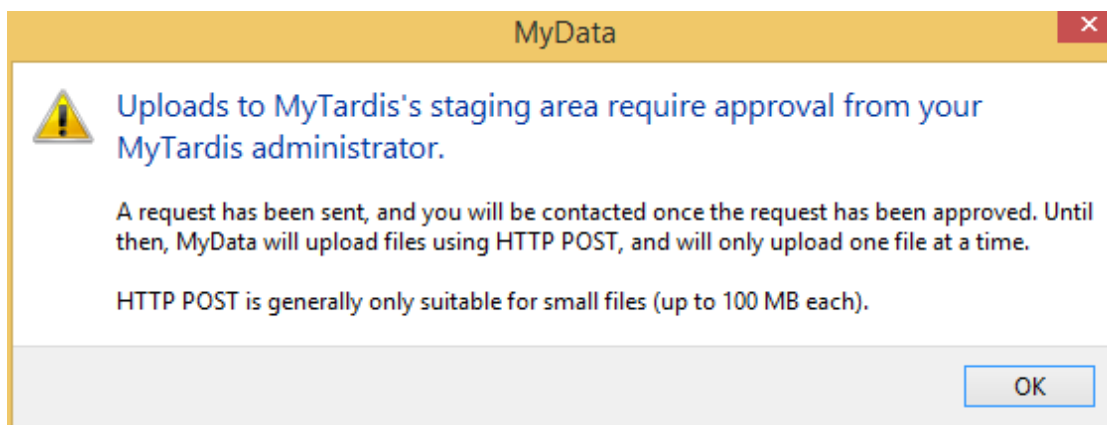 MyData
Uploads to MyTardis's staging area require approval from your
MyTardis administrator.
A request has been sent, and you will be contacted once the request has been approved. Until
then, MyData will upload files using HTTP POST, and will only upload one file at a time.
HTTP POST is generally only suitable for small files (up to 100 MB each).
OK